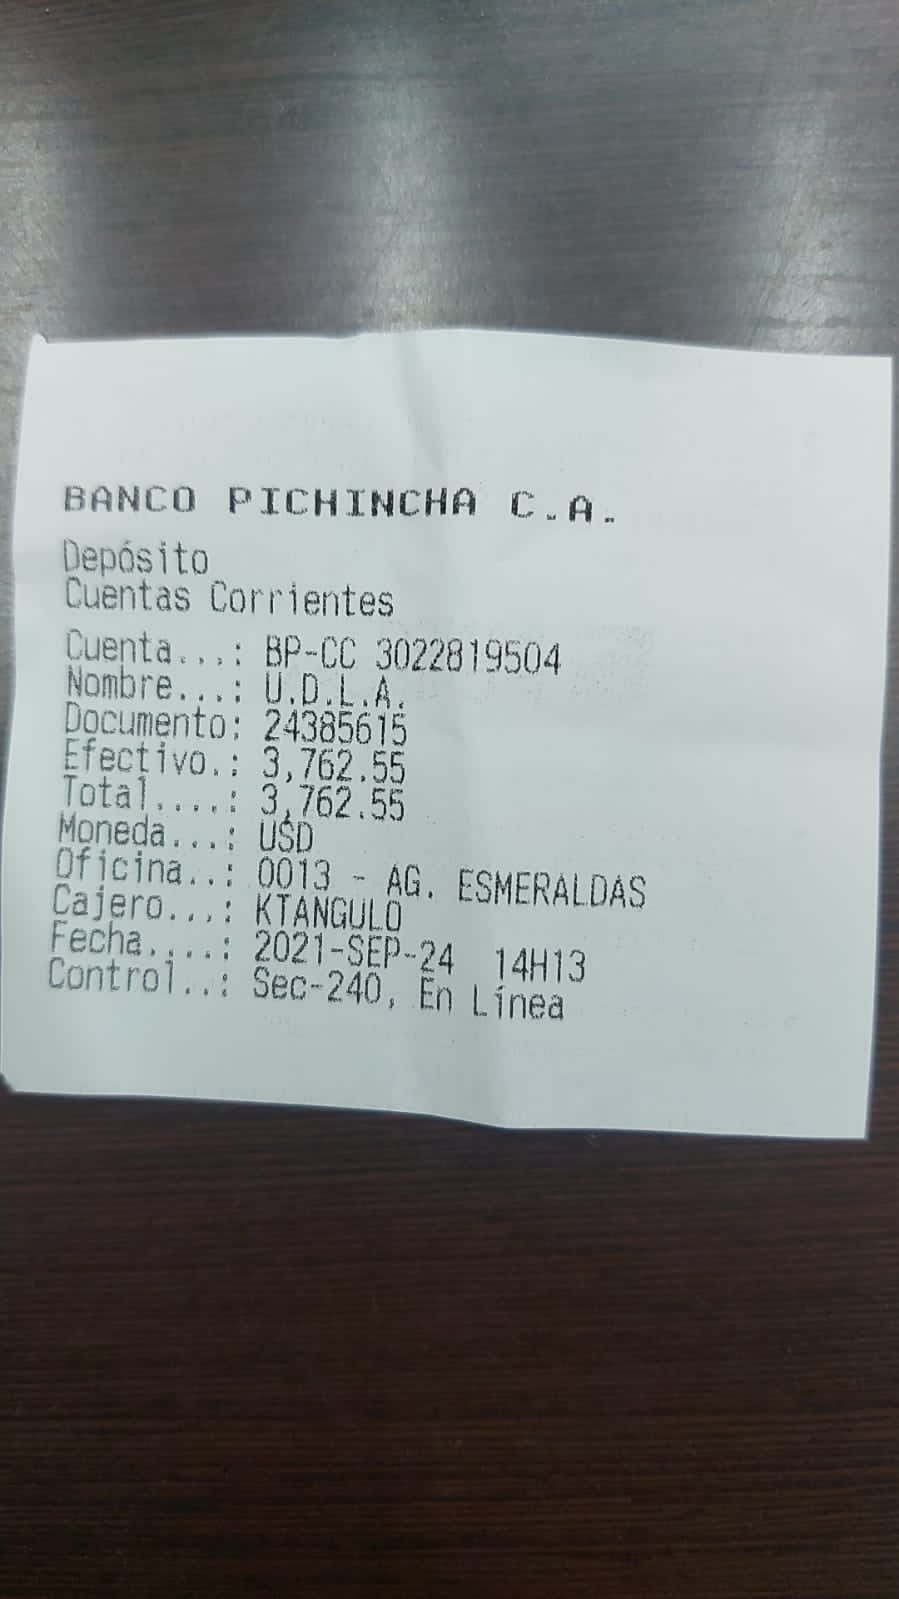 BANCO PICHINCHA C.A.
Depósito
Cuentas Corrientes
Cuenta...: BP-CC 3022819504
Nombre...: U.D.L.A.
Documento: 24385615
Efectivo.: 3,762.55
Total....: 3,762.55
Moneda...: USD
Oficina..: 0013 - AG. ESMERALDAS
Cajero...: KTANGULO
Fecha....: 2021-SEP-24 14H13
Control..: Sec-240, En Línea